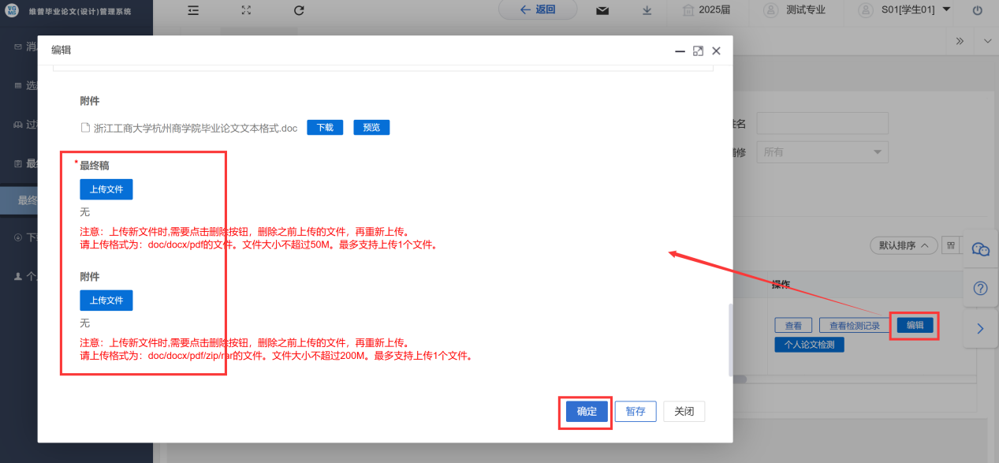 VG
MS
维普毕业论文(设计)管理系统
返回
2025届
测试专业
S01[学生01]
消
选
过
最
最终
下
个
编辑
附件
浙江工商大学杭州商学院毕业论文文本格式.doc
下载
预览
*最终稿
上传文件
无
注意：上传新文件时,需要点击删除按钮，删除之前上传的文件，再重新上传。
请上传格式为：doc/docx/pdf的文件。文件大小不超过50M。最多支持上传1个文件。
附件
上传文件
无
注意：上传新文件时,需要点击删除按钮，删除之前上传的文件，再重新上传。
请上传格式为：doc/docx/pdf/zip/rar的文件。文件大小不超过200M。最多支持上传1个文件。
确定
暂存
关闭
姓名
辅修
所有
默认排序
操作
查看
查看检测记录
编辑
个人论文检测